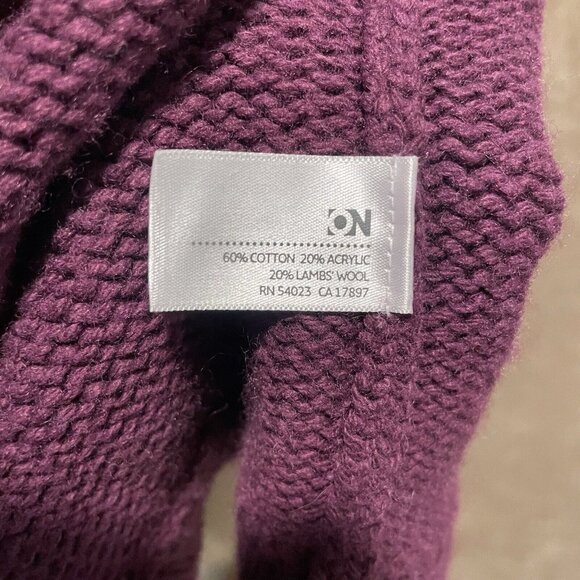 ON
60% COTTON 20% ACRYLIC
20% LAMBS' WOOL
RN 54023 CA 17897